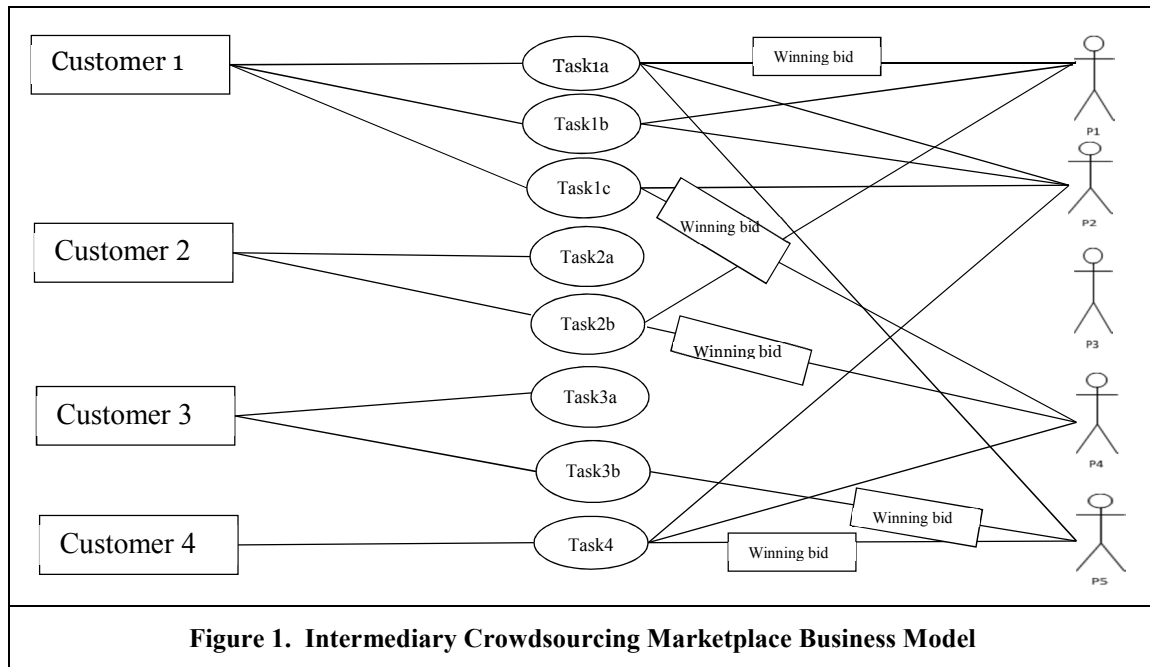 Customer 1
Task1a
Winning bid
P1
Task1b
Task1c
P2
Winning bid
Customer 2
Task2a
P3
Task2b
Winning bid
Customer 3
Task3a
P4
Task3b
Winning bid
Customer 4
Task4
Winning bid
P5
Figure 1. Intermediary Crowdsourcing Marketplace Business Model